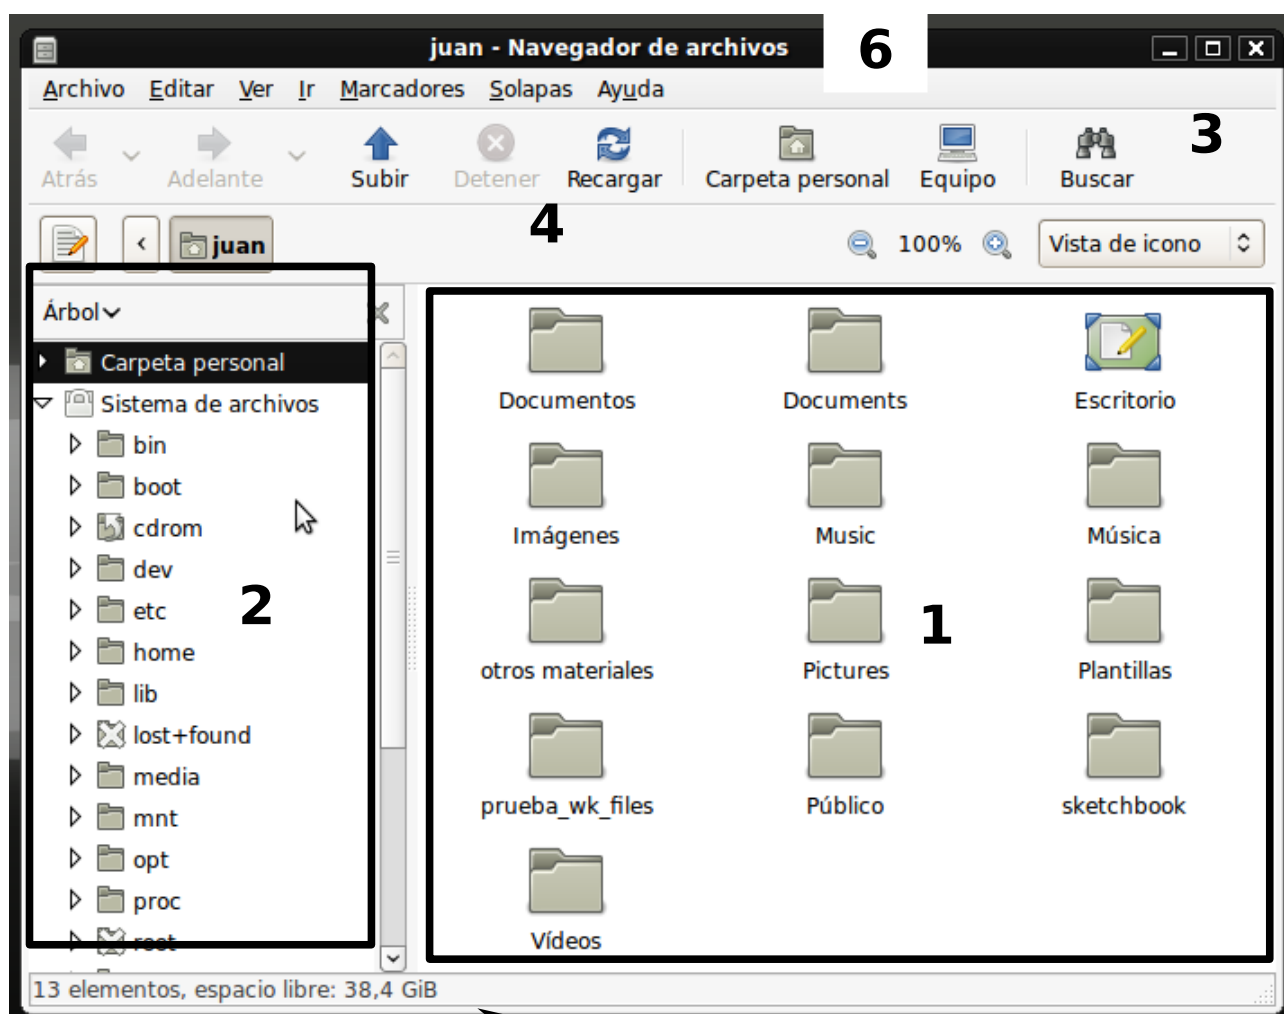 juan - Navegador de archivos
6
Archivo Editar Ver Ir Marcadores Solapas Ayuda
3
Atrás Adelante Subir Detener Recargar Carpeta personal Equipo Buscar
4
juan 100% Vista de icono
Árbol
Carpeta personal
Sistema de archivos
bin
boot
cdrom
dev
etc
2
home
lib
lost+found
media
mnt
opt
proc
root
Documentos Documents Escritorio
Imágenes Music Música
1
otros materiales Pictures Plantillas
prueba_wk_files Público sketchbook
Vídeos
13 elementos, espacio libre: 38,4 GiB